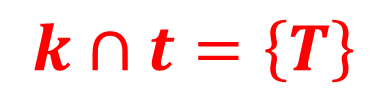 k ∩ t = {T}